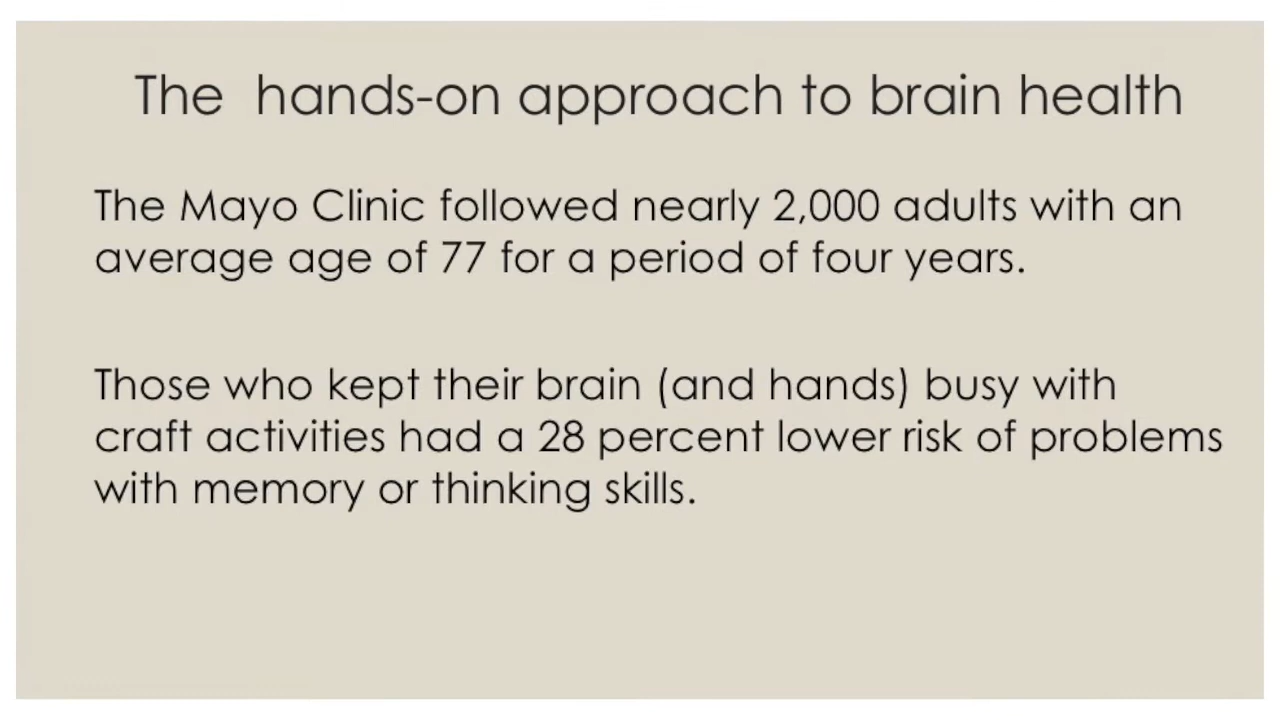 The hands-on approach to brain health
The Mayo Clinic followed nearly 2,000 adults with an
average age of 77 for a period of four years.
Those who kept their brain (and hands) busy with
craft activities had a 28 percent lower risk of problems
with memory or thinking skills.